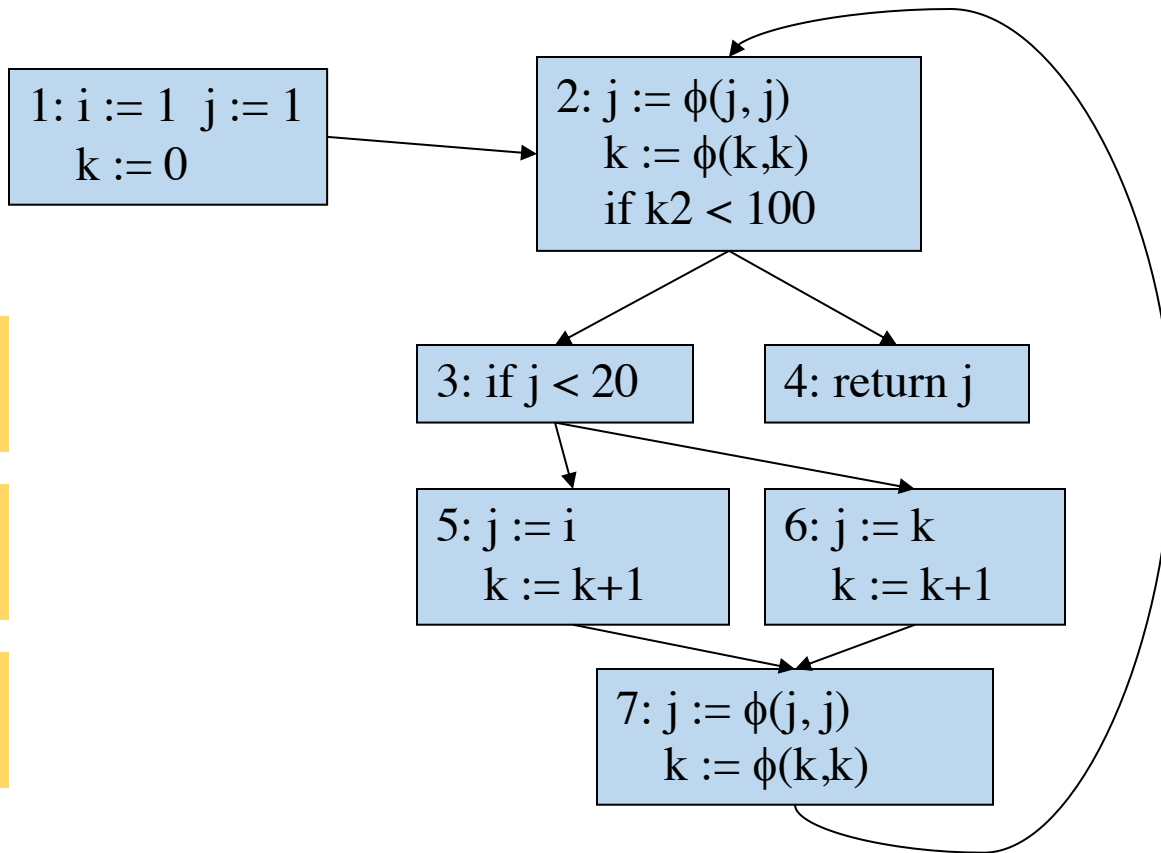 1: i := 1 j := 1
k := 0
2: j := ϕ(j, j)
k := ϕ(k,k)
if k2 < 100
3: if j < 20
4: return j
5: j := i
k := k+1
6: j := k
k := k+1
7: j := ϕ(j, j)
k := ϕ(k,k)